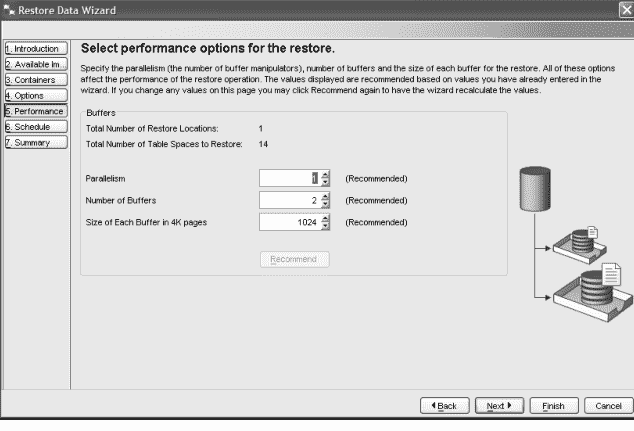 Restore Data Wizard
1. Introduction
2. Available Im...
3. Containers
4. Options
5. Performance
6. Schedule
7. Summary
Select performance options for the restore.
Specify the parallelism (the number of buffer manipulators), number of buffers and the size of each buffer for the restore. All of these options
affect the performance of the restore operation. The values displayed are recommended based on values you have already entered in the
wizard. If you change any values on this page you may click Recommend again to have the wizard recalculate the values.
Buffers
Total Number of Restore Locations: 1
Total Number of Table Spaces to Restore: 14
Parallelism 1 (Recommended)
Number of Buffers 2 (Recommended)
Size of Each Buffer in 4K pages 1024 (Recommended)
Recommend
Back Next Finish Cancel